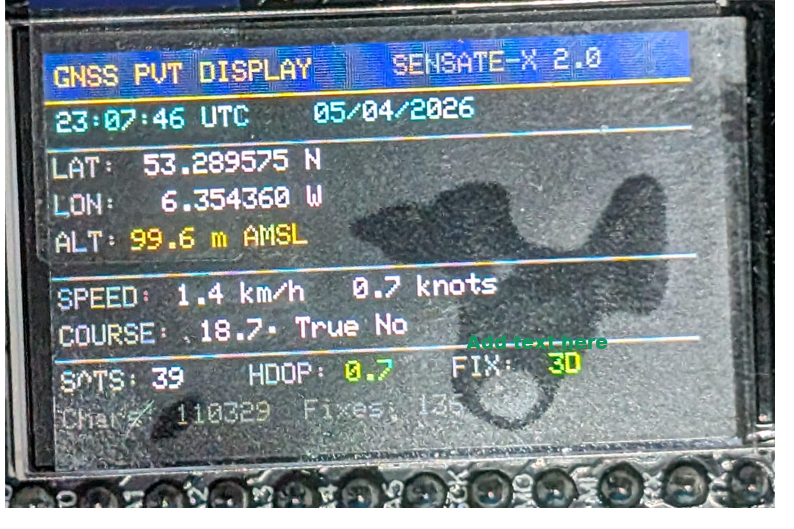 GNSS PVT DISPLAY SENSATE-X 2.0
23:07:46 UTC 05/04/2026
LAT: 53.289575 N
LON: 6.354360 W
ALT: 99.6 m AMSL
SPEED: 1.4 km/h 0.7 knots
COURSE: 18.7° True No
Add text here
SATS: 39 HDOP: 0.7 FIX: 3D
Chars 110329 Fixes: 136